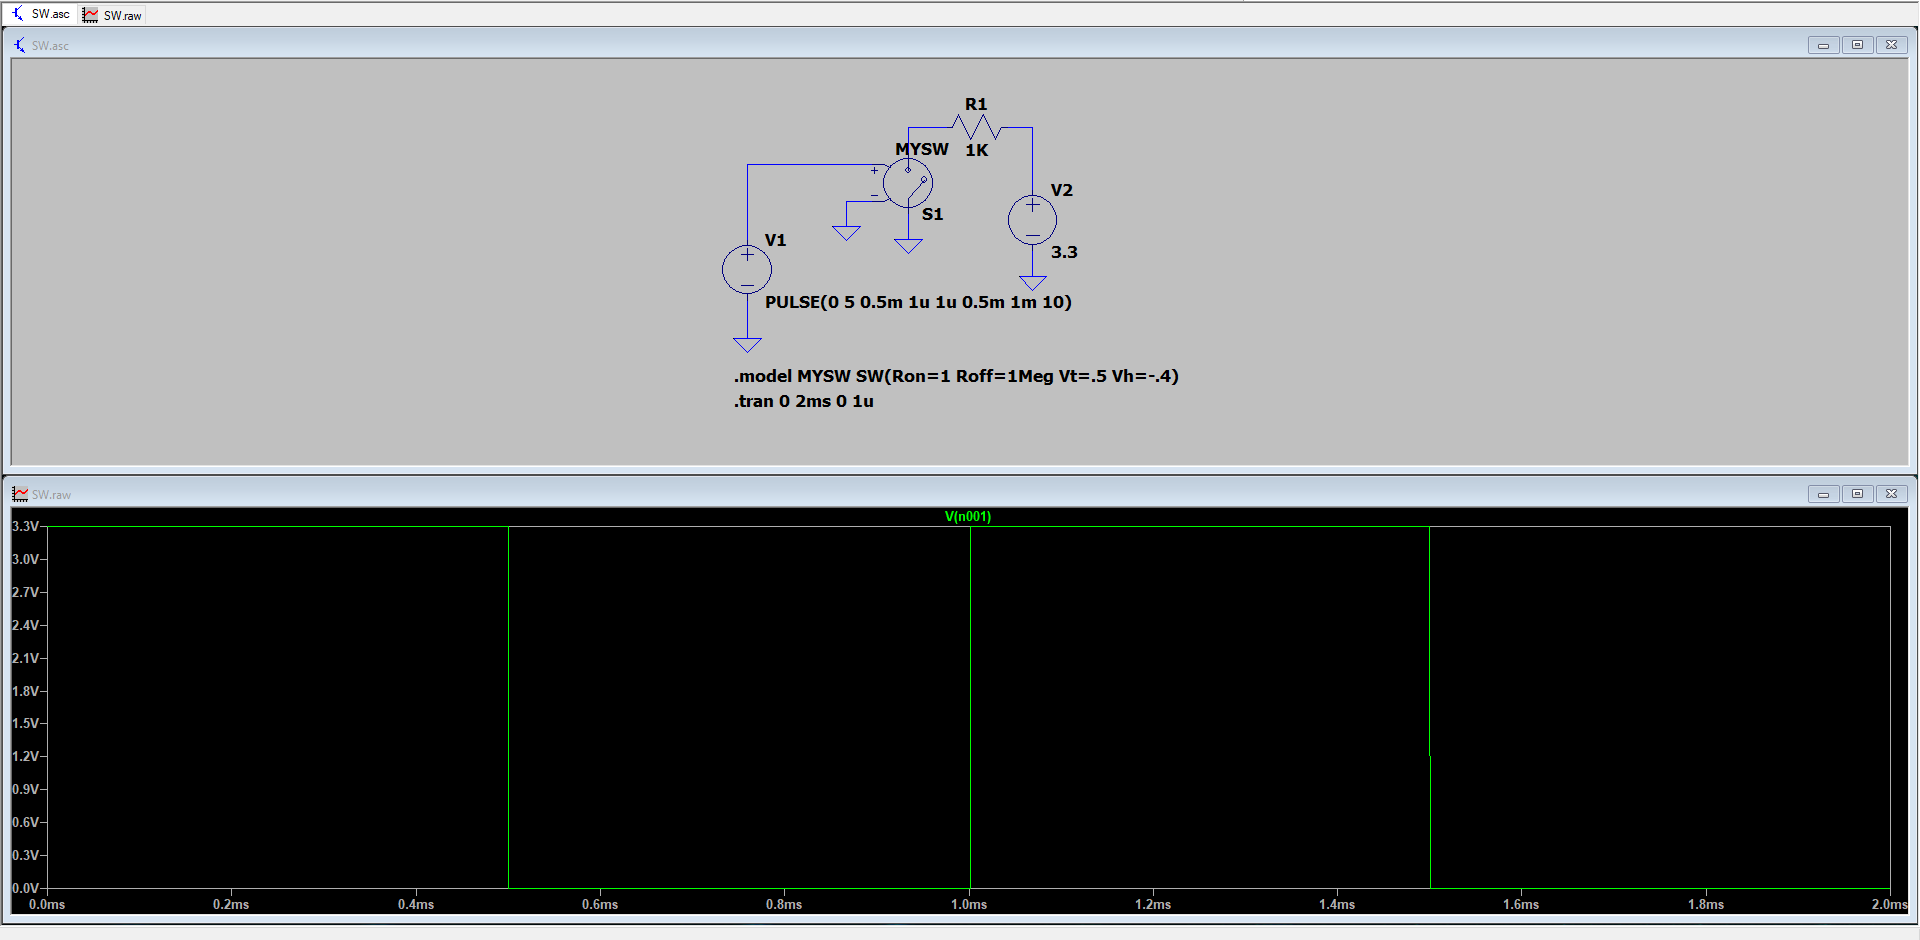 SW.asc SW.raw
SW.asc
R1
MYSW 1K
+
−
V2
+
S1
V1
−
3.3
+
−
PULSE(0 5 0.5m 1u 1u 0.5m 1m 10)
.model MYSW SW(Ron=1 Roff=1Meg Vt=.5 Vh=-.4)
.tran 0 2ms 0 1u
SW.raw
V(n001)
3.3V
3.0V
2.7V
2.4V
2.1V
1.8V
1.5V
1.2V
0.9V
0.6V
0.3V
0.0V
0.0ms 0.2ms 0.4ms 0.6ms 0.8ms 1.0ms 1.2ms 1.4ms 1.6ms 1.8ms 2.0ms